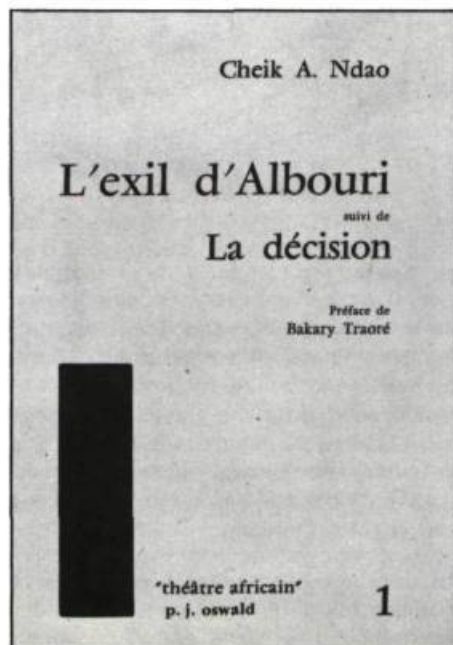 Cheik A. Ndao
L'exil d'Albouri
suivi de
La décision
Préface de
Bakary Traoré
"théâtre africain"
p. j. oswald
1